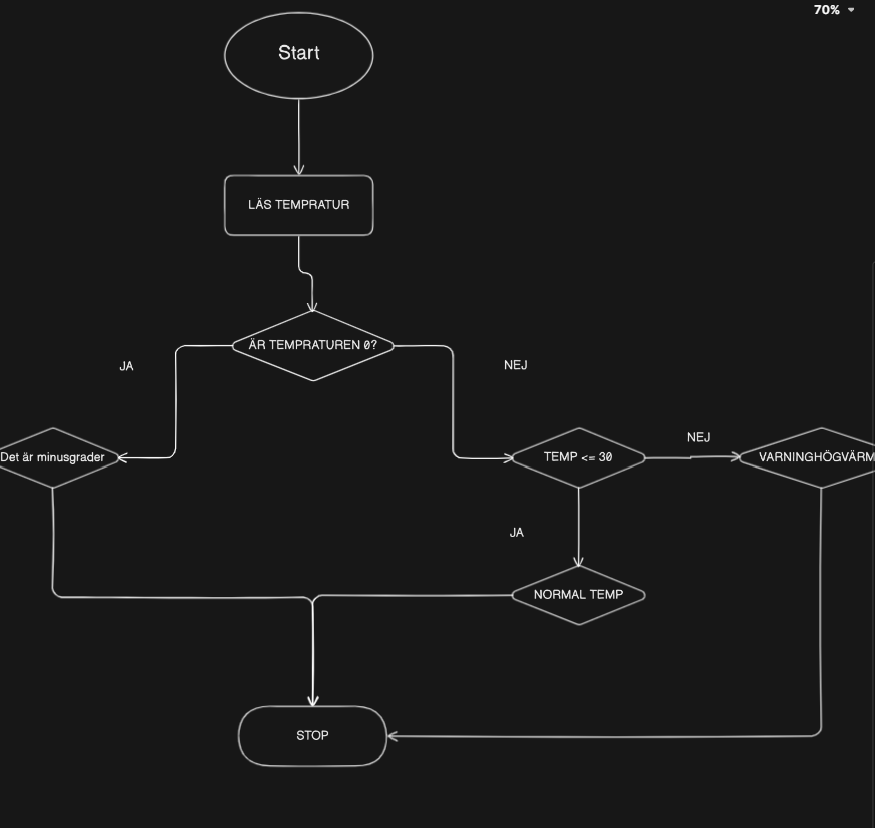 70%
Start
LÄS TEMPRATUR
ÄR TEMPRATUREN 0?
JA
NEJ
Det är minusgrader
TEMP <= 30
NEJ
VARNINGHÖGVÄRM
JA
NORMAL TEMP
STOP